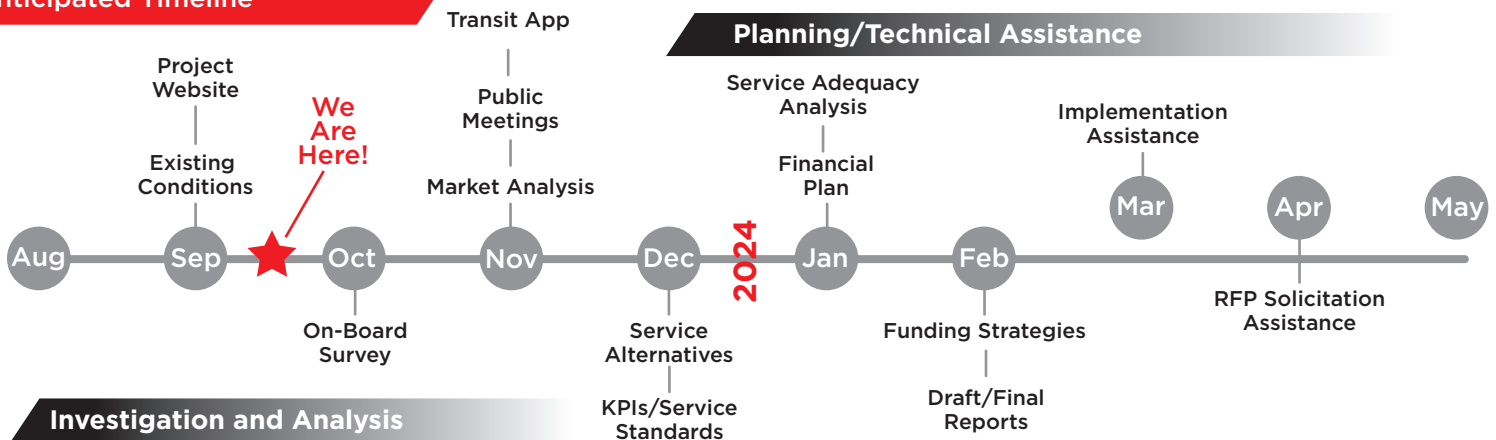 Anticipated Timeline
Transit App
Planning/Technical Assistance
Project
Website
We
Are
Here!
Public
Meetings
Service Adequacy
Analysis
Implementation
Assistance
Existing
Conditions
Market Analysis
Financial
Plan
Aug
Sep
Oct
Nov
Dec
2024
Jan
Feb
Mar
Apr
May
On-Board
Survey
Service
Alternatives
Funding Strategies
RFP Solicitation
Assistance
KPIs/Service
Standards
Draft/Final
Reports
Investigation and Analysis